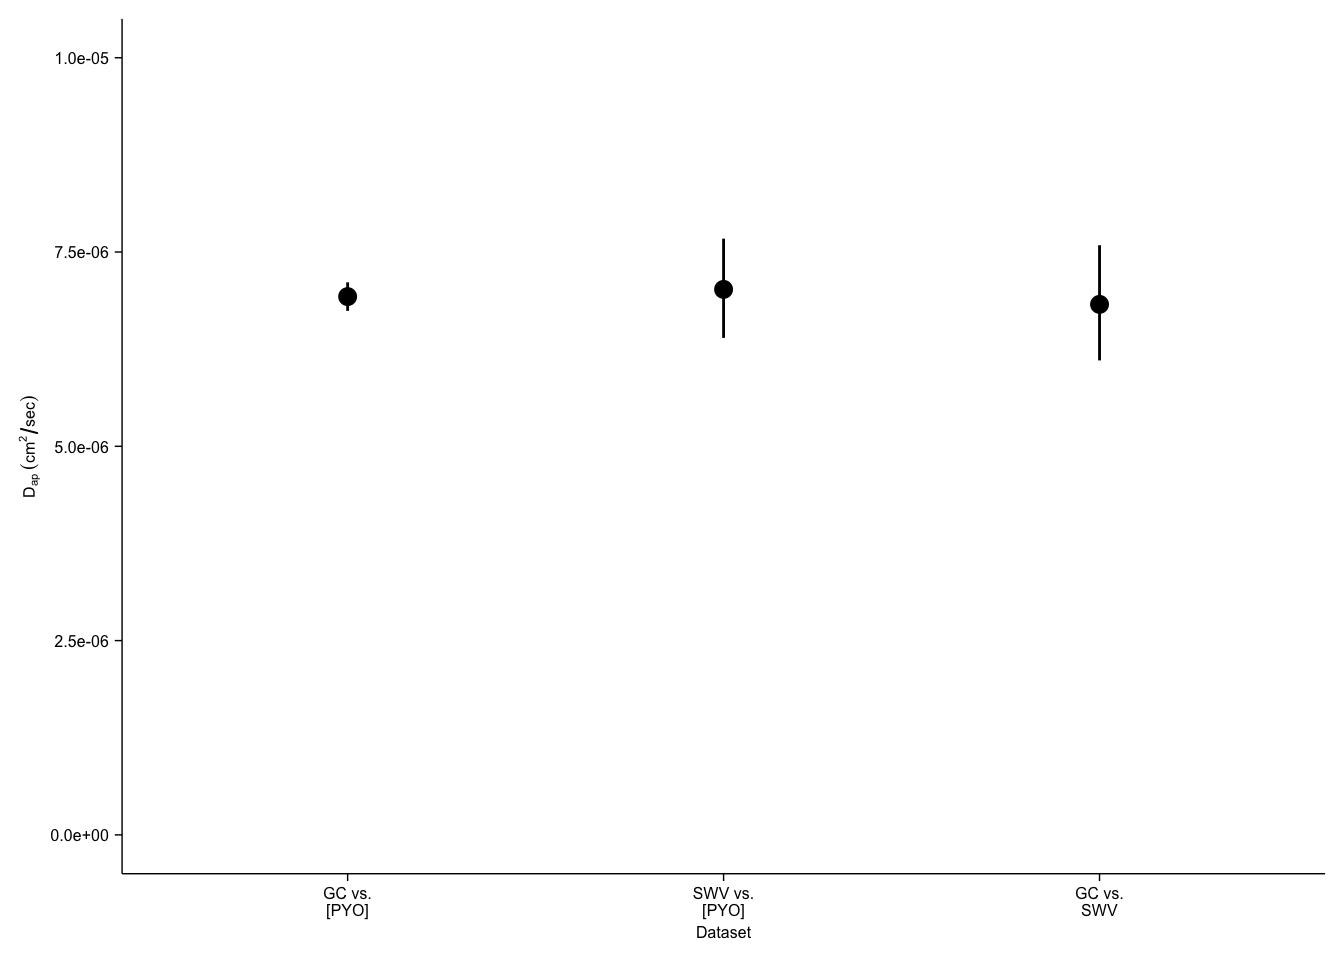 1.0e-05
7.5e-06
5.0e-06
2.5e-06
0.0e+00
D_ap (cm²/sec)
GC vs.
[PYO]
SWV vs.
[PYO]
GC vs.
SWV
Dataset